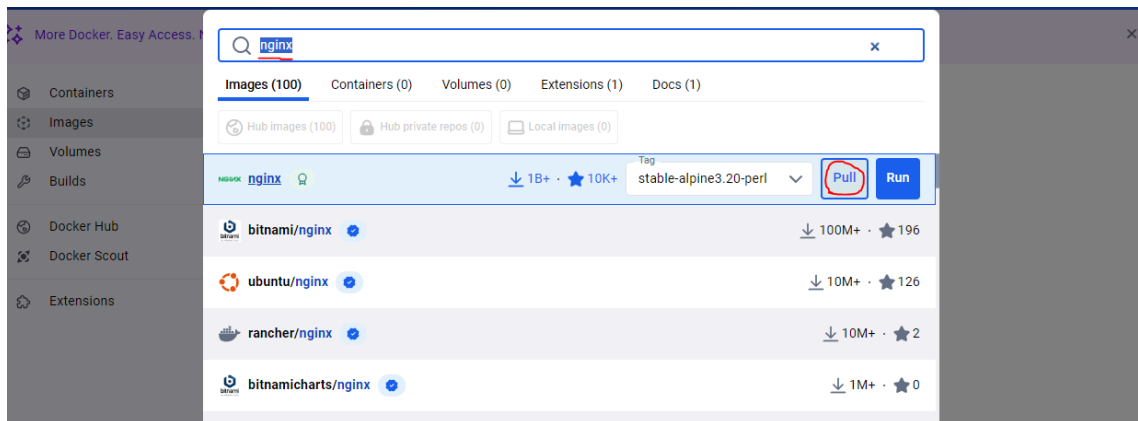 More Docker. Easy Access.
nginx
Images (100) Containers (0) Volumes (0) Extensions (1) Docs (1)
Hub images (100) Hub private repos (0) Local images (0)
Containers
Images
Volumes
Builds
Docker Hub
Docker Scout
Extensions
NGINX nginx 1B+ · 10K+ Tag stable-alpine3.20-perl Pull Run
bitnami bitnami/nginx 100M+ · 196
ubuntu/nginx 10M+ · 126
rancher/nginx 10M+ · 2
bitnami bitnamicharts/nginx 1M+ · 0